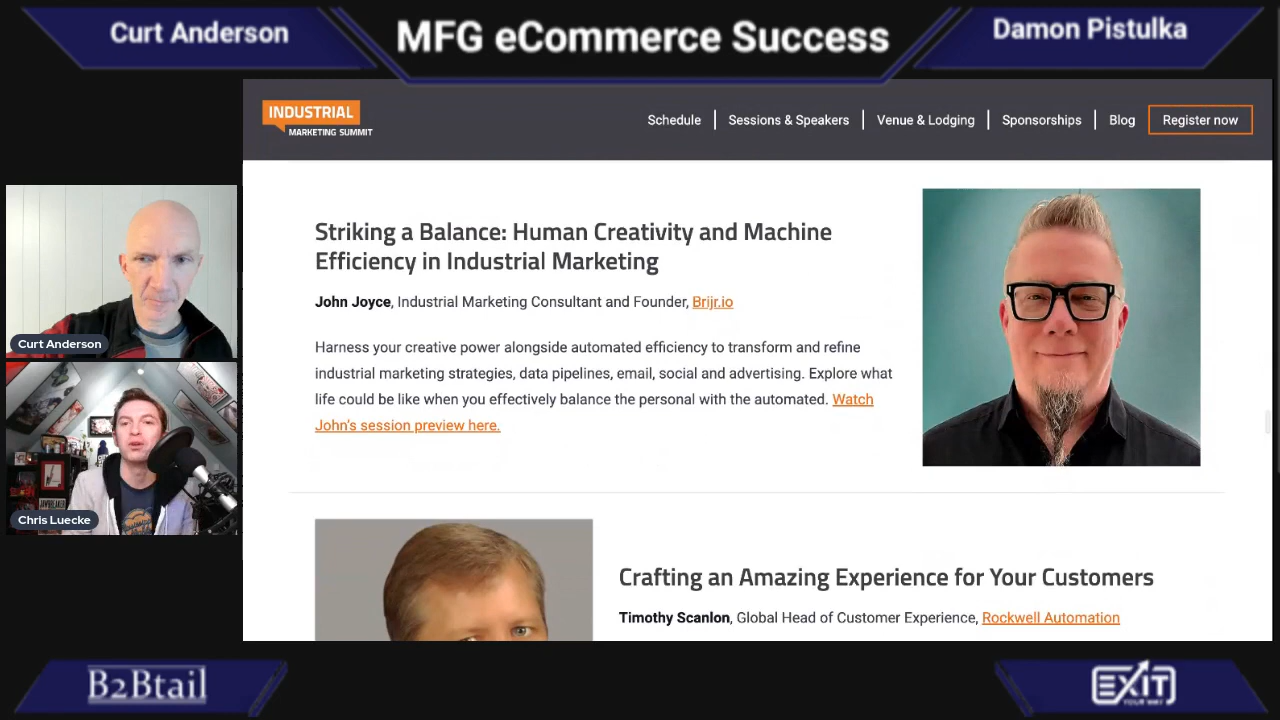 Curt Anderson
MFG eCommerce Success
Damon Pistulka
INDUSTRIAL
MARKETING SUMMIT
Schedule
Sessions & Speakers
Venue & Lodging
Sponsorships
Blog
Register now
Striking a Balance: Human Creativity and Machine
Efficiency in Industrial Marketing
John Joyce, Industrial Marketing Consultant and Founder, Brijr.io
Harness your creative power alongside automated efficiency to transform and refine
industrial marketing strategies, data pipelines, email, social and advertising. Explore what
life could be like when you effectively balance the personal with the automated. Watch
John's session preview here.
Curt Anderson
Chris Luecke
Crafting an Amazing Experience for Your Customers
Timothy Scanlon, Global Head of Customer Experience, Rockwell Automation
B2Btail
EXIT
YOUR WAY